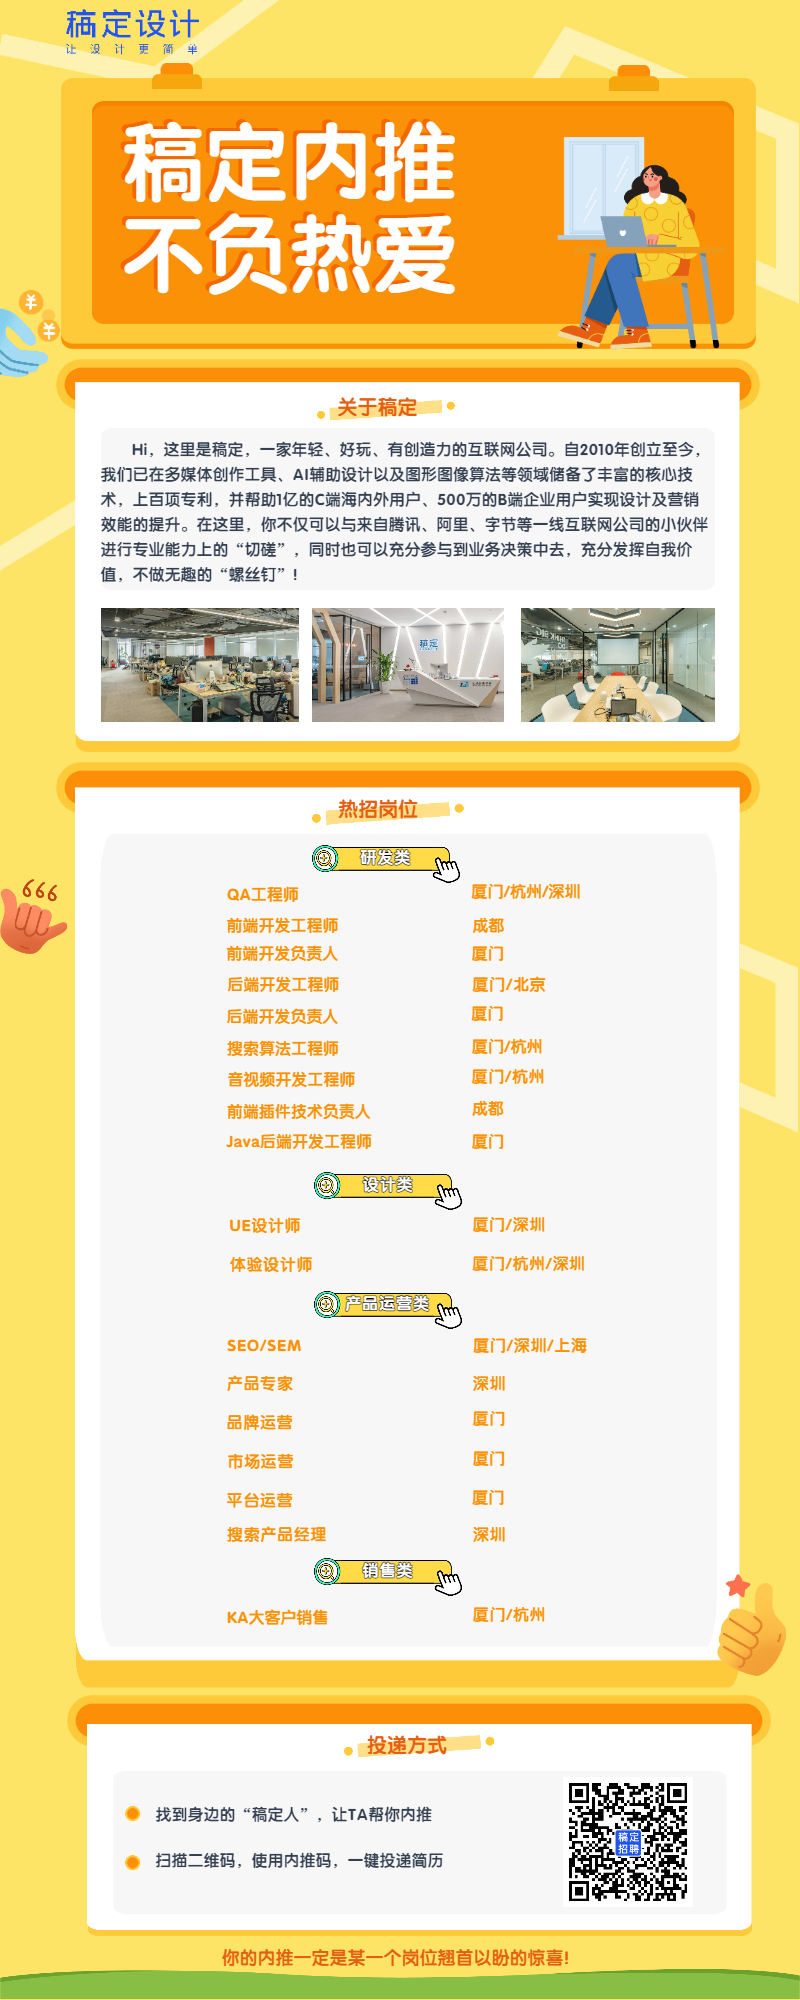 稿定设计
让设计更简单
稿定内推
不负热爱
关于稿定
Hi，这里是稿定，一家年轻、好玩、有创造力的互联网公司。自2010年创立至今，
我们已在多媒体创作工具、AI辅助设计以及图形图像算法等领域储备了丰富的核心技
术，上百项专利，并帮助1亿的C端海内外用户、500万的B端企业用户实现设计及营销
效能的提升。在这里，你不仅可以与来自腾讯、阿里、字节等一线互联网公司的小伙伴
进行专业能力上的“切磋”，同时也可以充分参与到业务决策中去，充分发挥自我价
值，不做无趣的“螺丝钉”!
稿定
热招岗位
研发类
QA工程师 厦门/杭州/深圳
前端开发工程师 成都
前端开发负责人 厦门
后端开发工程师 厦门/北京
后端开发负责人 厦门
搜索算法工程师 厦门/杭州
音视频开发工程师 厦门/杭州
前端插件技术负责人 成都
Java后端开发工程师 厦门
设计类
UE设计师 厦门/深圳
体验设计师 厦门/杭州/深圳
产品运营类
SEO/SEM 厦门/深圳/上海
产品专家 深圳
品牌运营 厦门
市场运营 厦门
平台运营 厦门
搜索产品经理 深圳
销售类
KA大客户销售 厦门/杭州
666
投递方式
找到身边的“稿定人”，让TA帮你内推
扫描二维码，使用内推码，一键投递简历
稿定
招聘
你的内推一定是某一个岗位翘首以盼的惊喜!